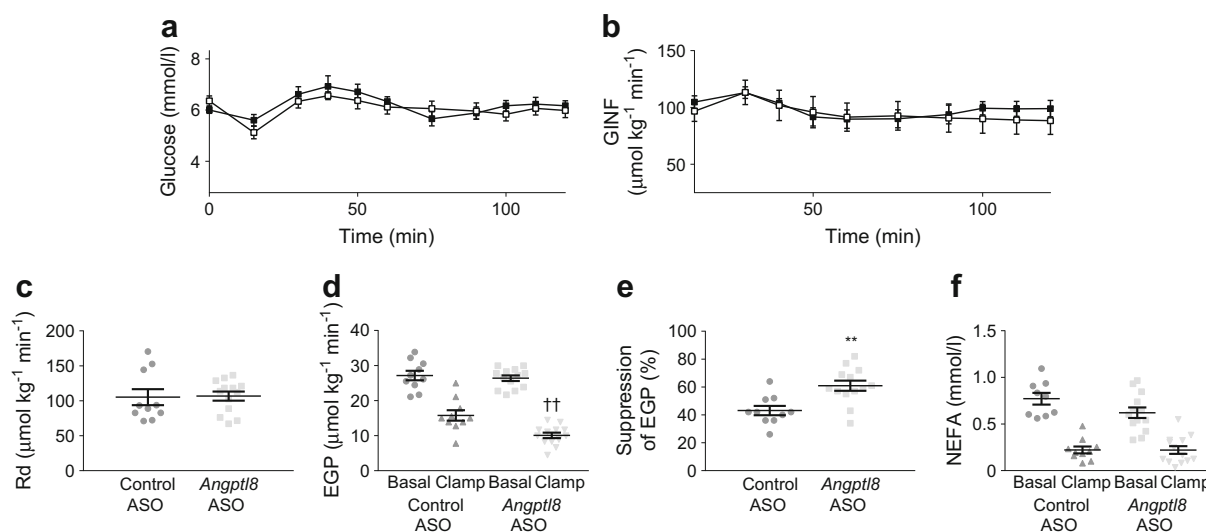 a
Glucose (mmol/l)
8
6
4
0
50
100
Time (min)
b
GINF
(µmol kg⁻¹ min⁻¹)
150
100
50
50
100
Time (min)
c
Rd (µmol kg⁻¹ min⁻¹)
200
150
100
50
0
Control
ASO
Angptl8
ASO
d
EGP (µmol kg⁻¹ min⁻¹)
40
30
20
10
0
††
Basal Clamp Basal Clamp
Control Angptl8
ASO ASO
e
Suppression
of EGP (%)
100
80
60
40
20
0
**
Control
ASO
Angptl8
ASO
f
NEFA (mmol/l)
1.5
1.0
0.5
0
Basal Clamp Basal Clamp
Control Angptl8
ASO ASO